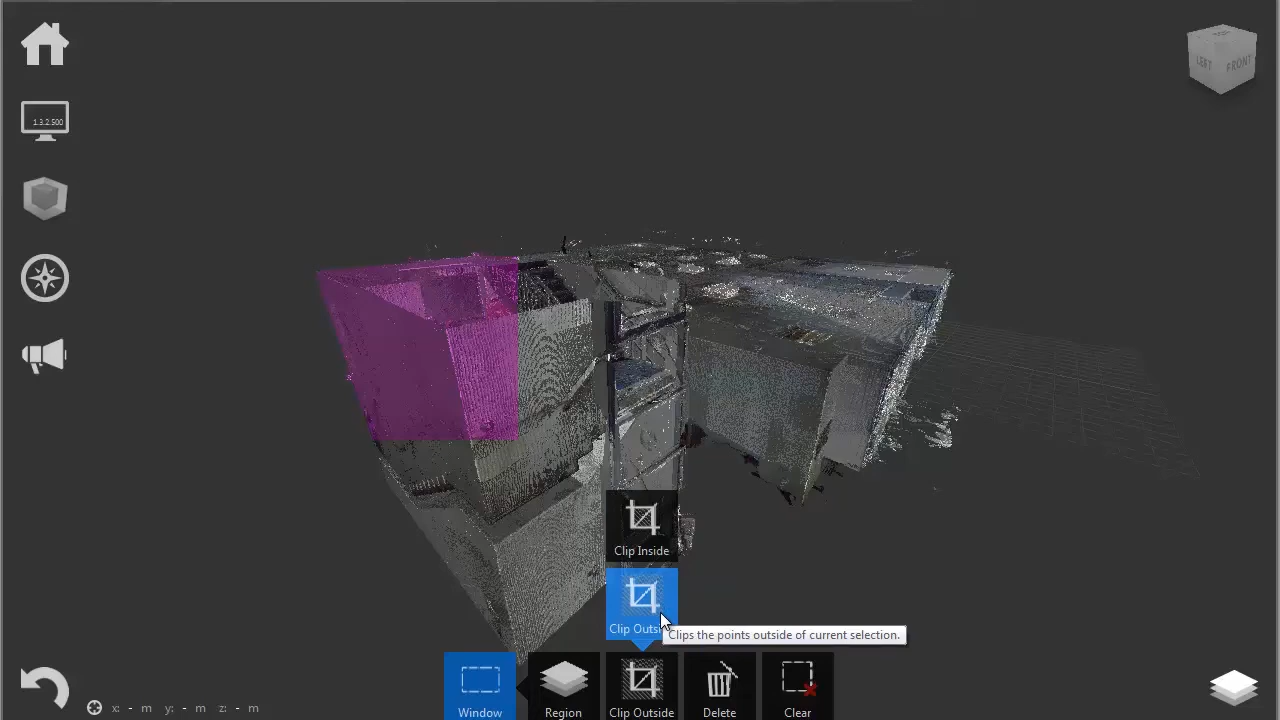 LEFT FRONT
1.3.2.500
Clip Inside
Clip Outsi
Clips the points outside of current selection.
Window Region Clip Outside Delete Clear
x: - m y: - m z: - m